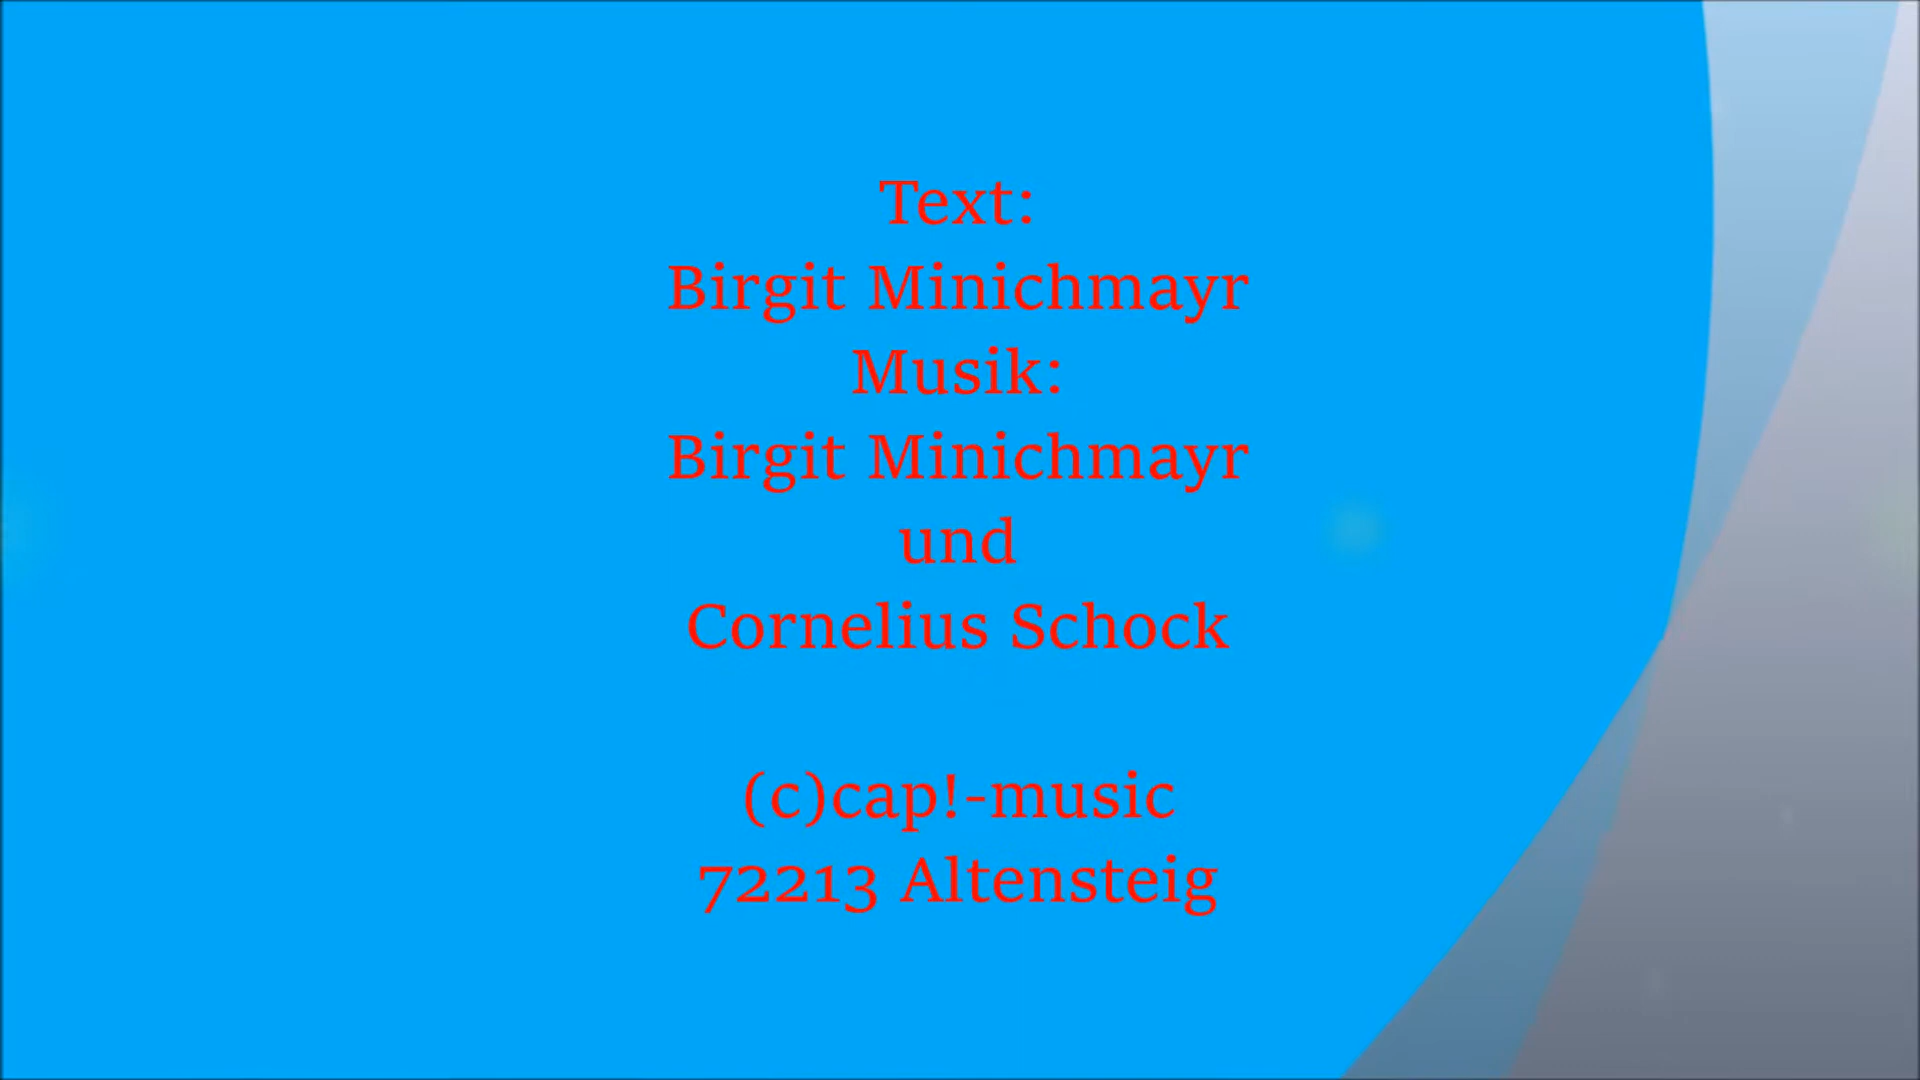 Text:
Birgit Minichmayr
Musik:
Birgit Minichmayr
und
Cornelius Schock
(c)cap!-music
72213 Altensteig